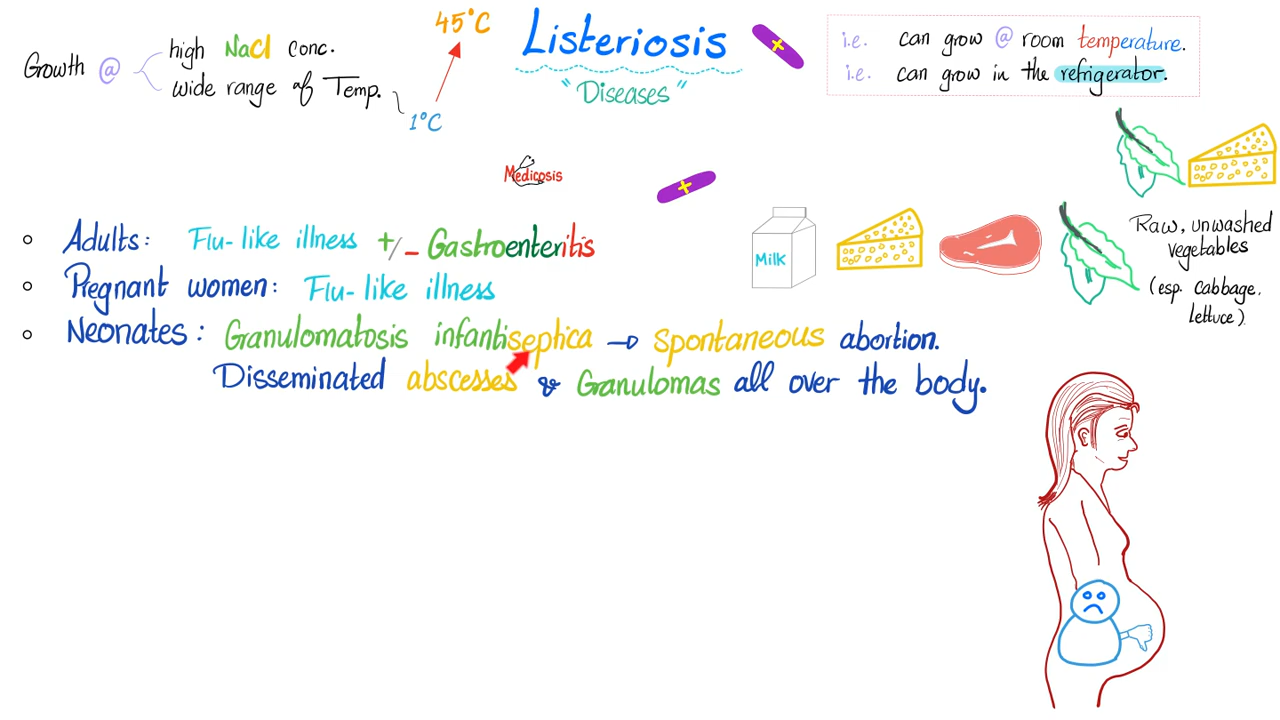 Listeriosis
"Diseases"
Growth @
high NaCl conc.
wide range of Temp.
45°C
1°C
i.e. can grow @ room temperature.
i.e. can grow in the refrigerator.
Medicosis
Milk
Raw, unwashed
vegetables
(esp. cabbage,
lettuce).
Adults: Flu-like illness +/- Gastroenteritis
Pregnant women: Flu-like illness
Neonates: Granulomatosis infantiseptica → Spontaneous abortion.
Disseminated abscesses & Granulomas all over the body.